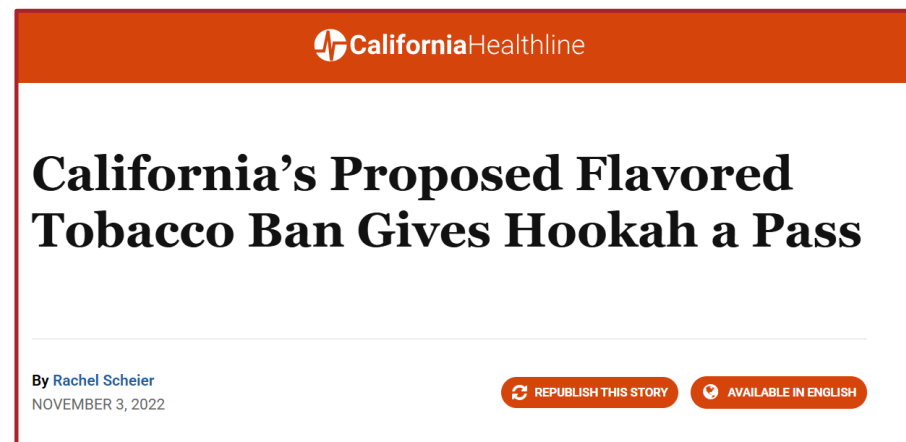 CaliforniaHealthline
California's Proposed Flavored
Tobacco Ban Gives Hookah a Pass
By Rachel Scheier
NOVEMBER 3, 2022
REPUBLISH THIS STORY
AVAILABLE IN ENGLISH